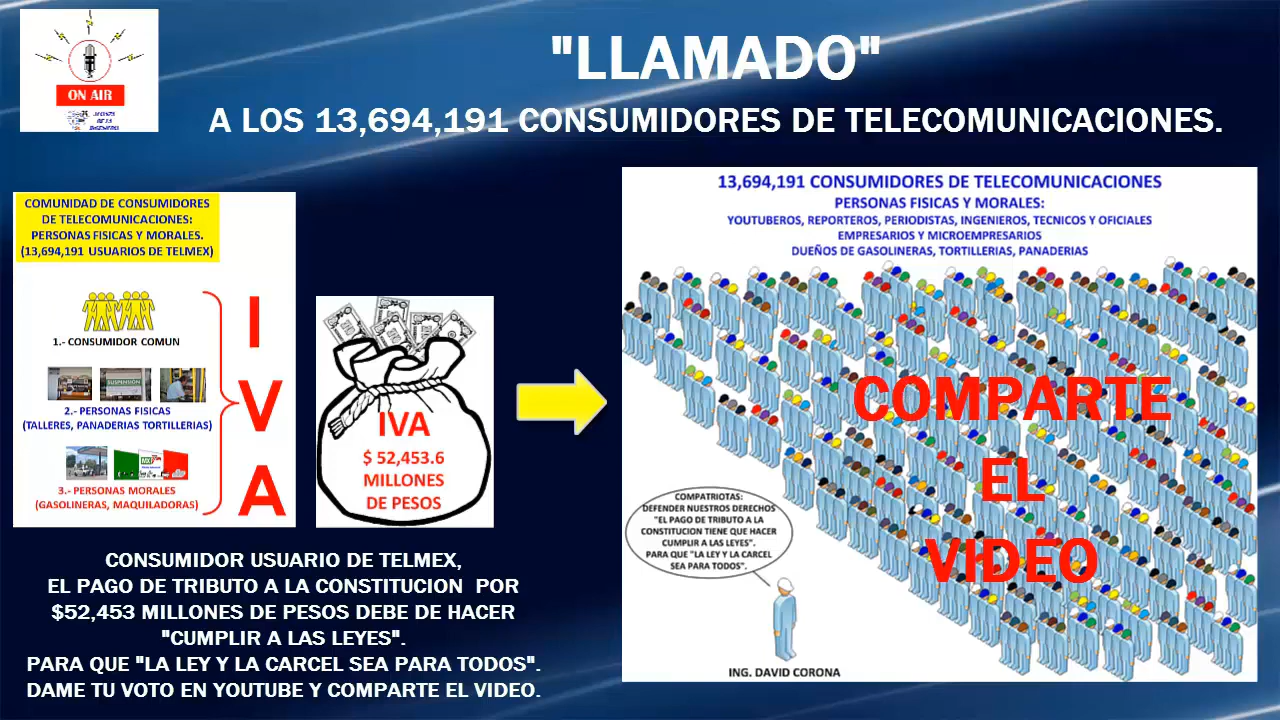 "LLAMADO"
A LOS 13,694,191 CONSUMIDORES DE TELECOMUNICACIONES.
ON AIR
COMUNIDAD DE CONSUMIDORES
DE TELECOMUNICACIONES:
PERSONAS FISICAS Y MORALES.
(13,694,191 USUARIOS DE TELMEX)
1.- CONSUMIDOR COMUN
SUSPENSIÓN
2.- PERSONAS FISICAS
(TALLERES, PANADERIAS TORTILLERIAS)
3.- PERSONAS MORALES
(GASOLINERAS, MAQUILADORAS)
I
V
A
IVA
$ 52,453.6
MILLONES
DE PESOS
13,694,191 CONSUMIDORES DE TELECOMUNICACIONES
PERSONAS FISICAS Y MORALES:
YOUTUBEROS, REPORTEROS, PERIODISTAS, INGENIEROS, TECNICOS Y OFICIALES
EMPRESARIOS Y MICROEMPRESARIOS
DUEÑOS DE GASOLINERAS, TORTILLERIAS, PANADERIAS
COMPARTE
EL
VIDEO
COMPATRIOTAS:
DEFENDER NUESTROS DERECHOS
"EL PAGO DE TRIBUTO A LA
CONSTITUCION TIENE QUE HACER
CUMPLIR A LAS LEYES".
PARA QUE "LA LEY Y LA CARCEL
SEA PARA TODOS".
ING. DAVID CORONA
CONSUMIDOR USUARIO DE TELMEX,
EL PAGO DE TRIBUTO A LA CONSTITUCION POR
$52,453 MILLONES DE PESOS DEBE DE HACER
"CUMPLIR A LAS LEYES".
PARA QUE "LA LEY Y LA CARCEL SEA PARA TODOS".
DAME TU VOTO EN YOUTUBE Y COMPARTE EL VIDEO.